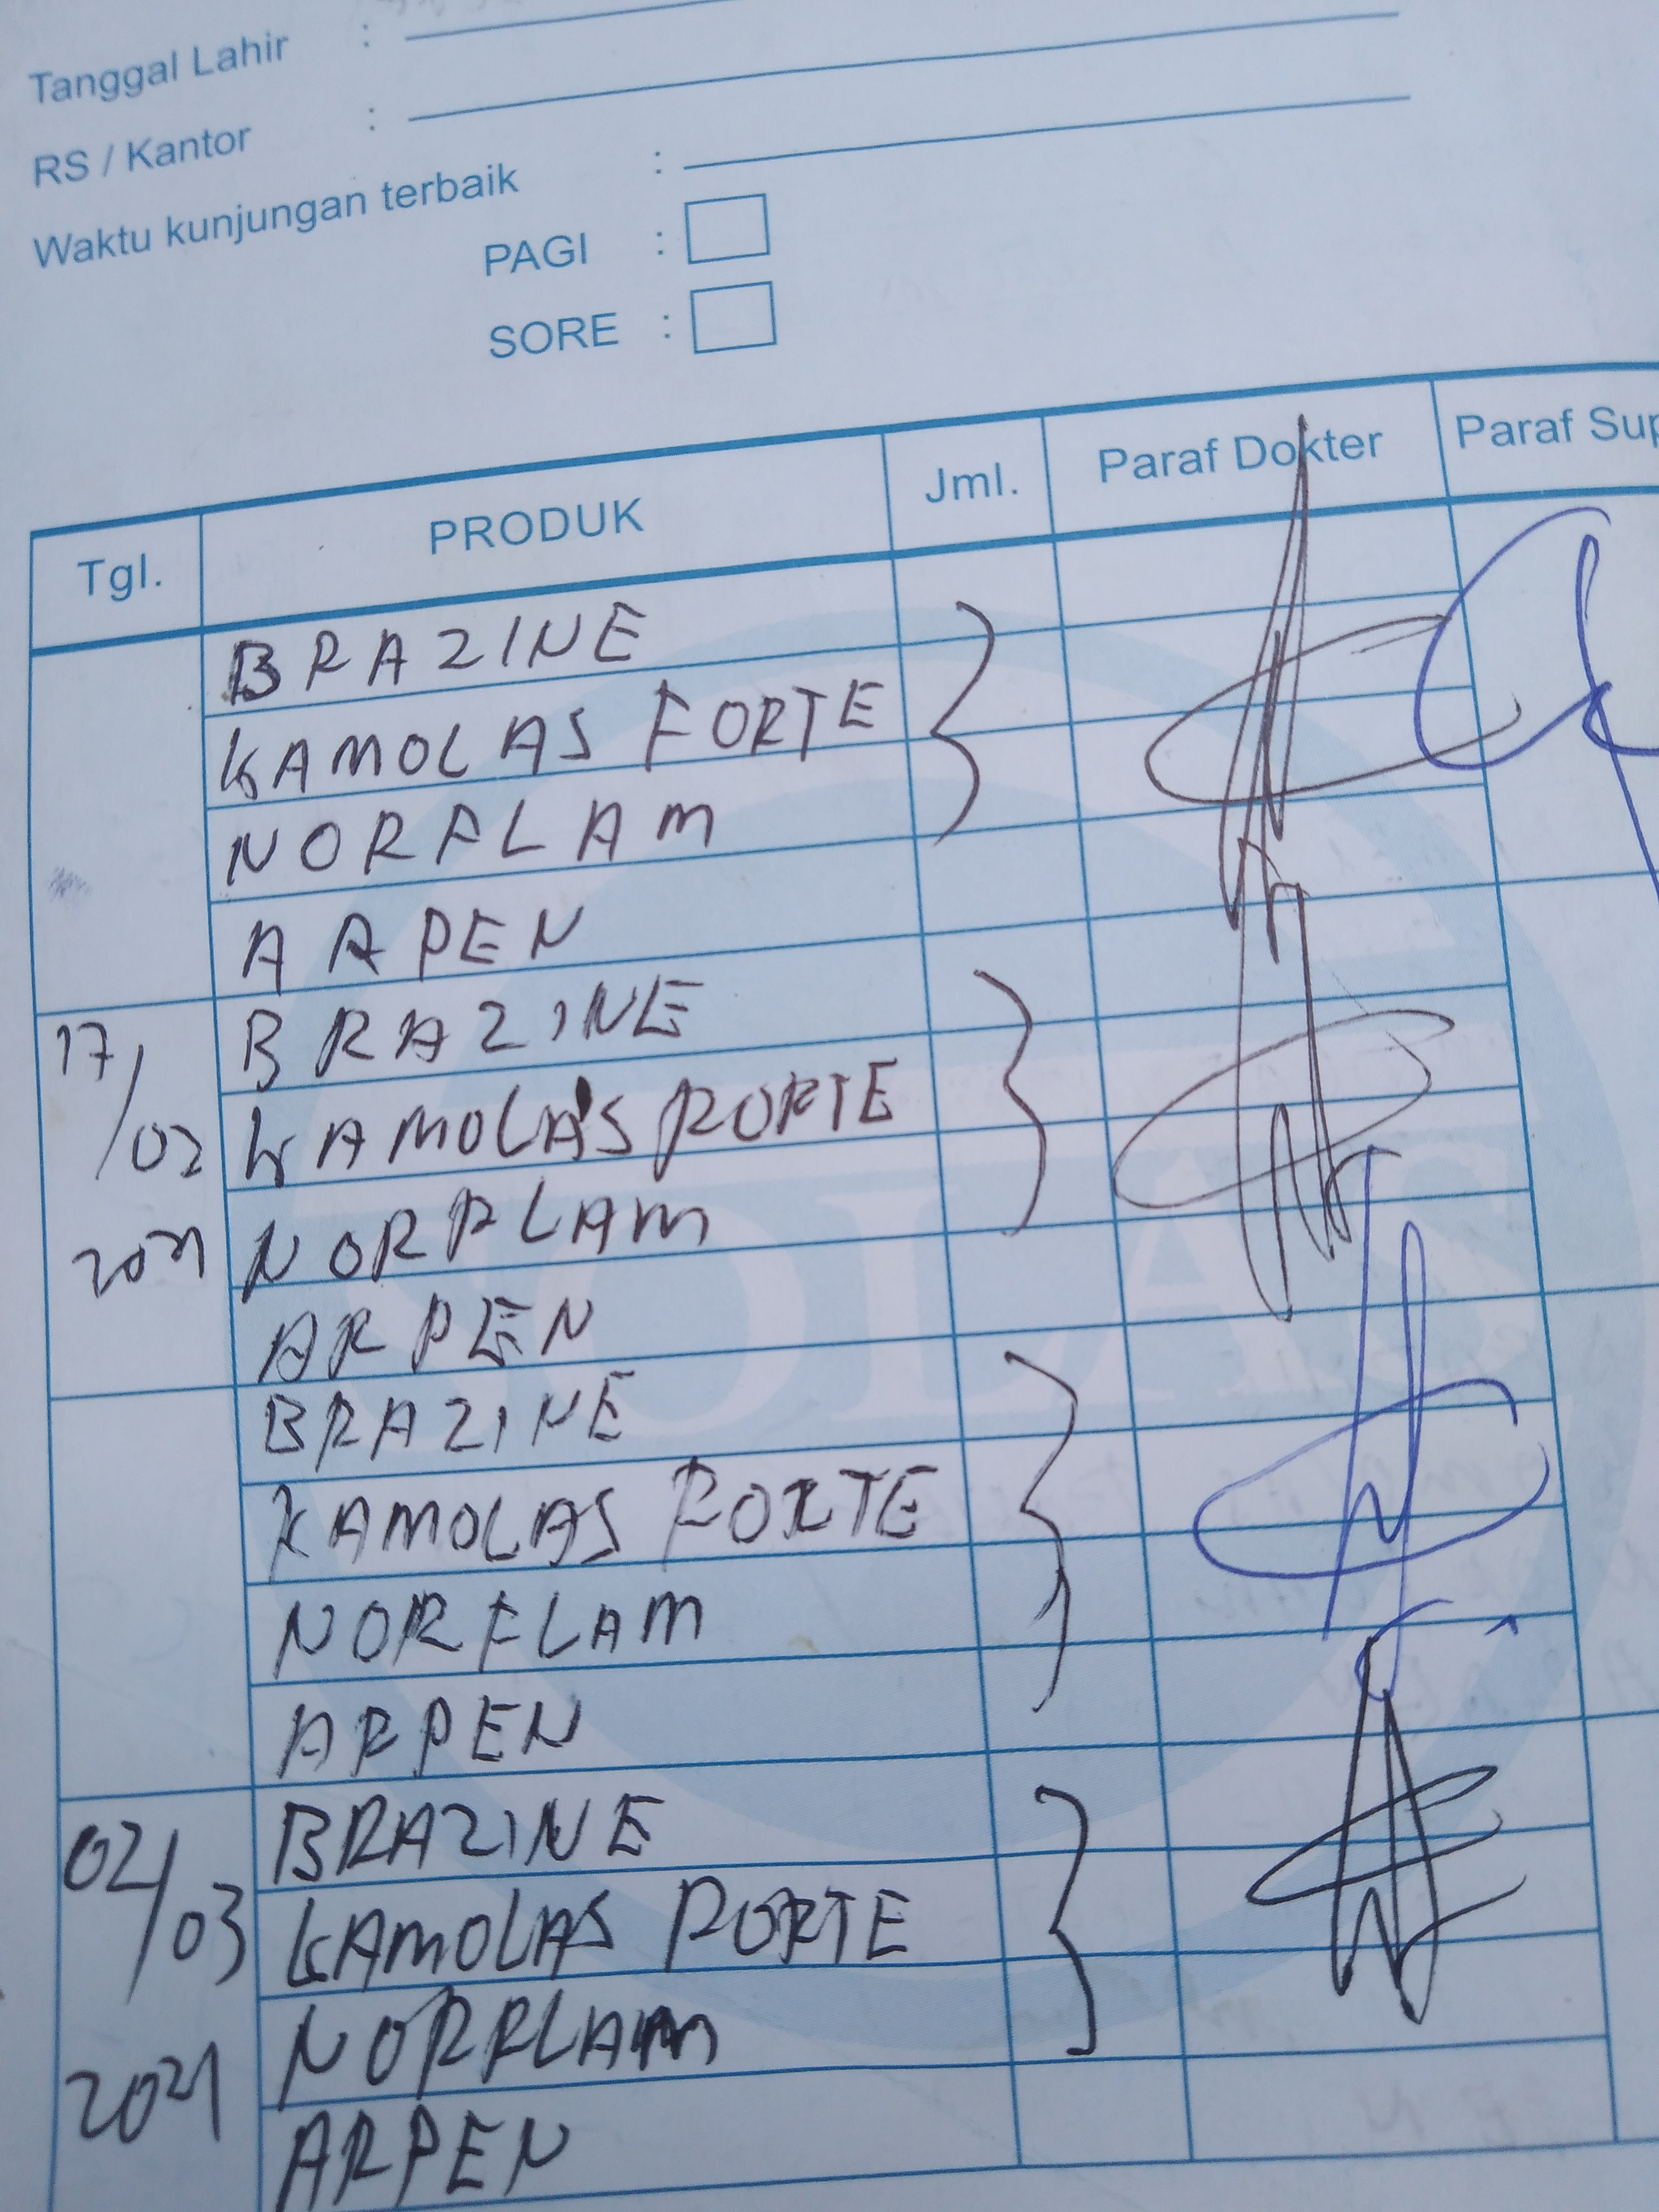 Tanggal Lahir :
RS / Kantor :
Waktu kunjungan terbaik :
PAGI :
SORE :
Tgl. PRODUK Jml. Paraf Dokter Paraf Sup
BRAZINE
KAMOLAS FORTE
NORFLAM
ARPEN
17/02 2021 BRAZINE
KAMOLAS FORTE
NORFLAM
ARPEN
BRAZINE
KAMOLAS FORTE
NORFLAM
ARPEN
02/03 2021 BRAZINE
KAMOLAS FORTE
NORFLAM
ARPEN
OLAS